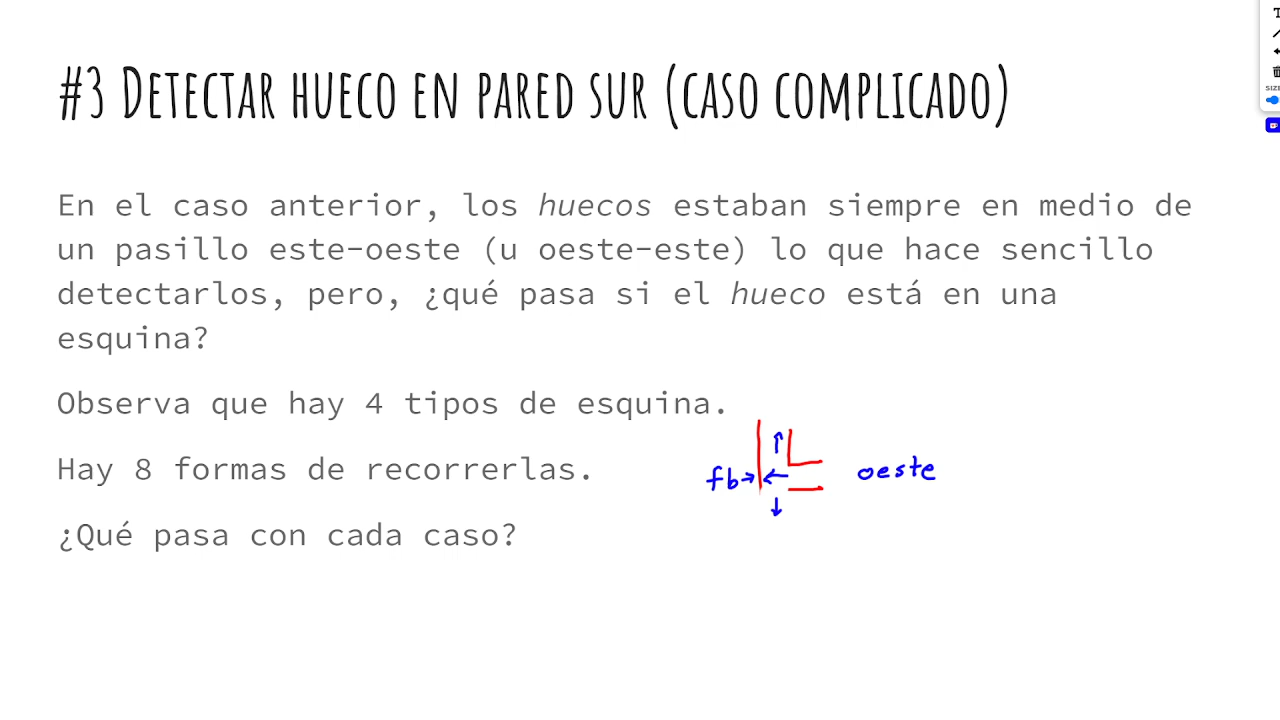 #3 DETECTAR HUECO EN PARED SUR (CASO COMPLICADO)
En el caso anterior, los huecos estaban siempre en medio de
un pasillo este-oeste (u oeste-este) lo que hace sencillo
detectarlos, pero, ¿qué pasa si el hueco está en una
esquina?
Observa que hay 4 tipos de esquina.
Hay 8 formas de recorrerlas.
fb
oeste
¿Qué pasa con cada caso?